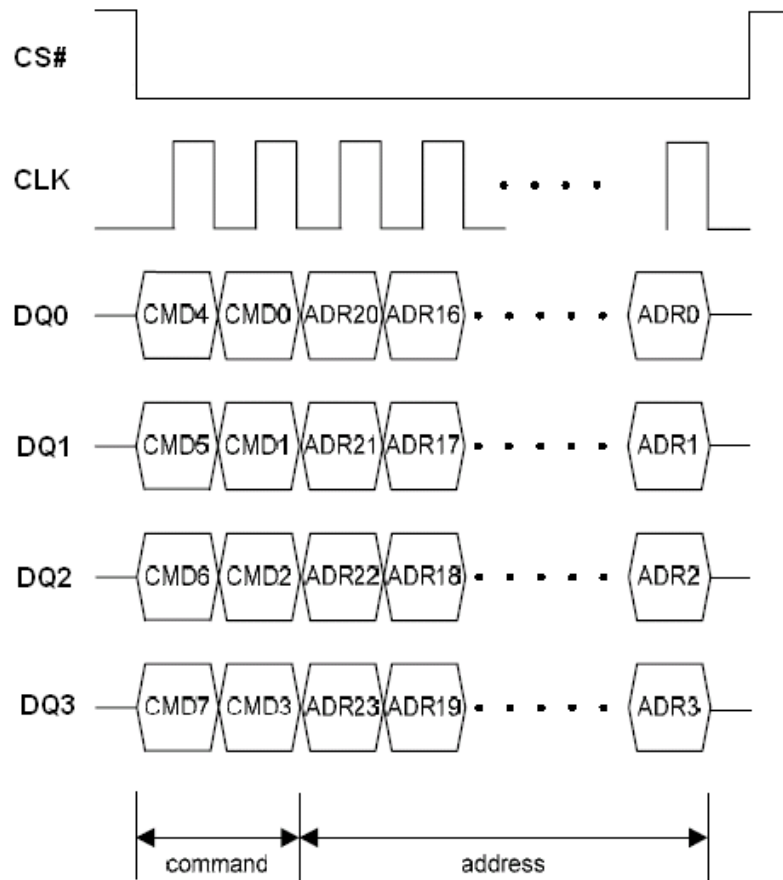 CS#
CLK
DQ0 CMD4 CMD0 ADR20 ADR16 ADR0
DQ1 CMD5 CMD1 ADR21 ADR17 ADR1
DQ2 CMD6 CMD2 ADR22 ADR18 ADR2
DQ3 CMD7 CMD3 ADR23 ADR19 ADR3
command address